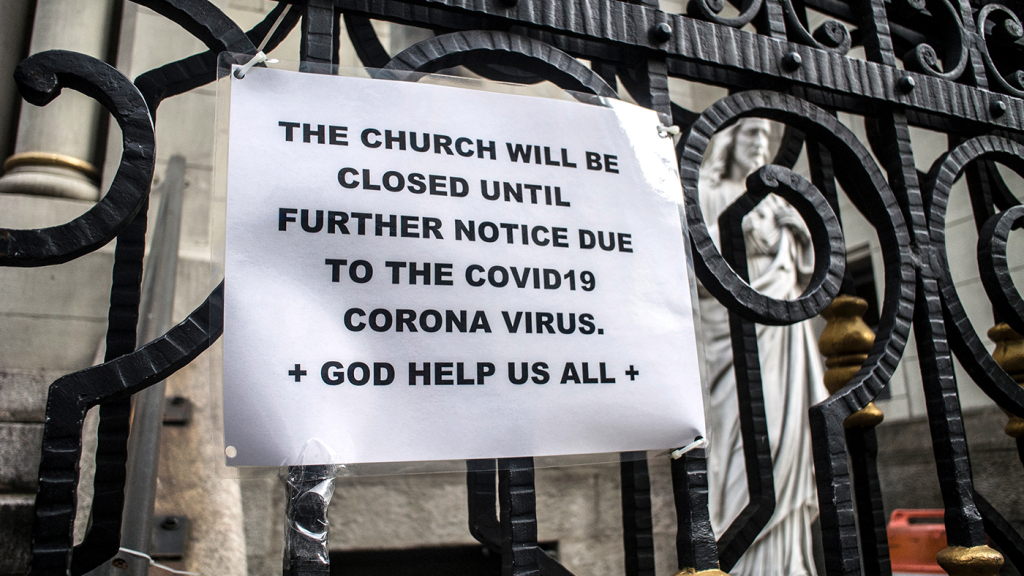 THE CHURCH WILL BE
CLOSED UNTIL
FURTHER NOTICE DUE
TO THE COVID19
CORONA VIRUS.
+ GOD HELP US ALL +